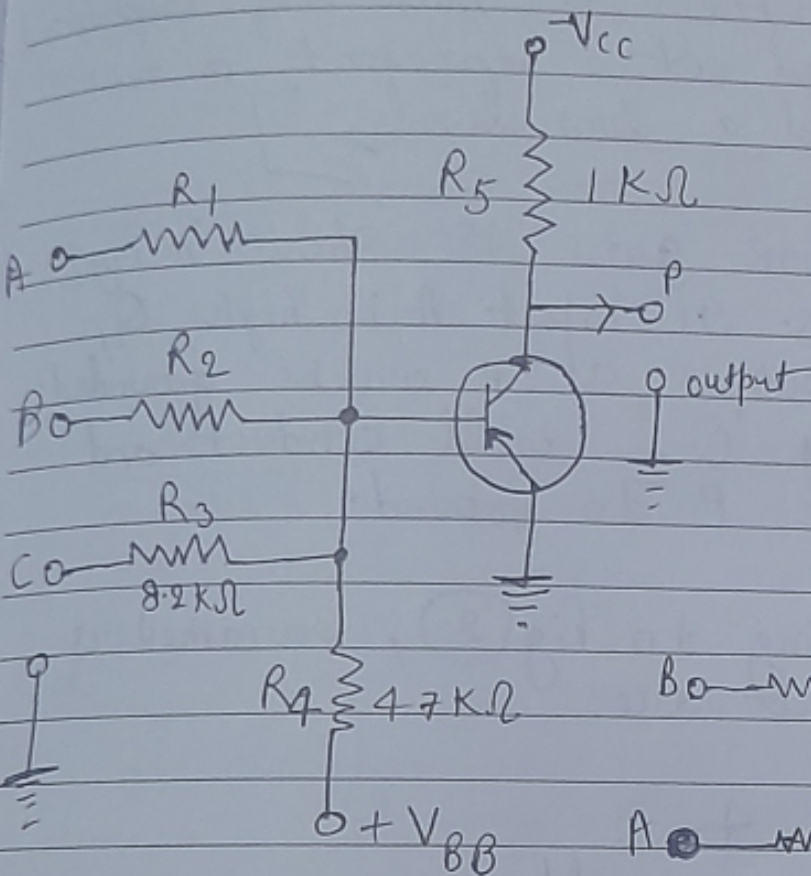 -VCC
R5 1KΩ
R1
A
P
R2
B
output
R3
C
8.2KΩ
R4 47KΩ
B
+VBB
A